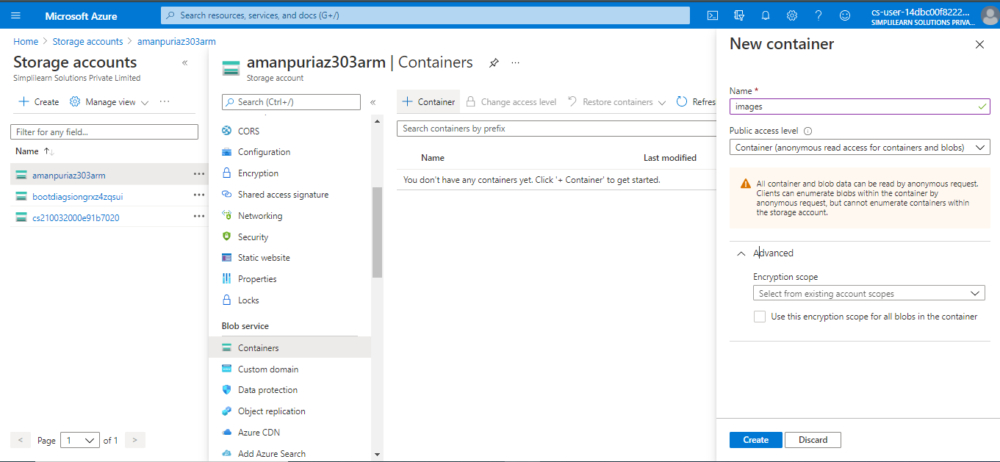 Microsoft Azure
Search resources, services, and docs (G+/)
cs-user-14dbc00f8222...
SIMPLILEARN SOLUTIONS PRIVA...
Home > Storage accounts > amanpuriaz303arm
Storage accounts
Simplilearn Solutions Private Limited
+ Create Manage view ...
Filter for any field...
Name
amanpuriaz303arm ...
bootdiagsiongrxz4zqsui ...
cs210032000e91b7020 ...
< Page 1 of 1 >
amanpuriaz303arm | Containers ...
Storage account
Search (Ctrl+/)
CORS
Configuration
Encryption
Shared access signature
Networking
Security
Static website
Properties
Locks
Blob service
Containers
Custom domain
Data protection
Object replication
Azure CDN
Add Azure Search
+ Container Change access level Restore containers Refres
Search containers by prefix
Name Last modified
You don't have any containers yet. Click '+ Container' to get started.
New container
Name *
images
Public access level
Container (anonymous read access for containers and blobs)
All container and blob data can be read by anonymous request.
Clients can enumerate blobs within the container by
anonymous request, but cannot enumerate containers within
the storage account.
Advanced
Encryption scope
Select from existing account scopes
Use this encryption scope for all blobs in the container
Create Discard